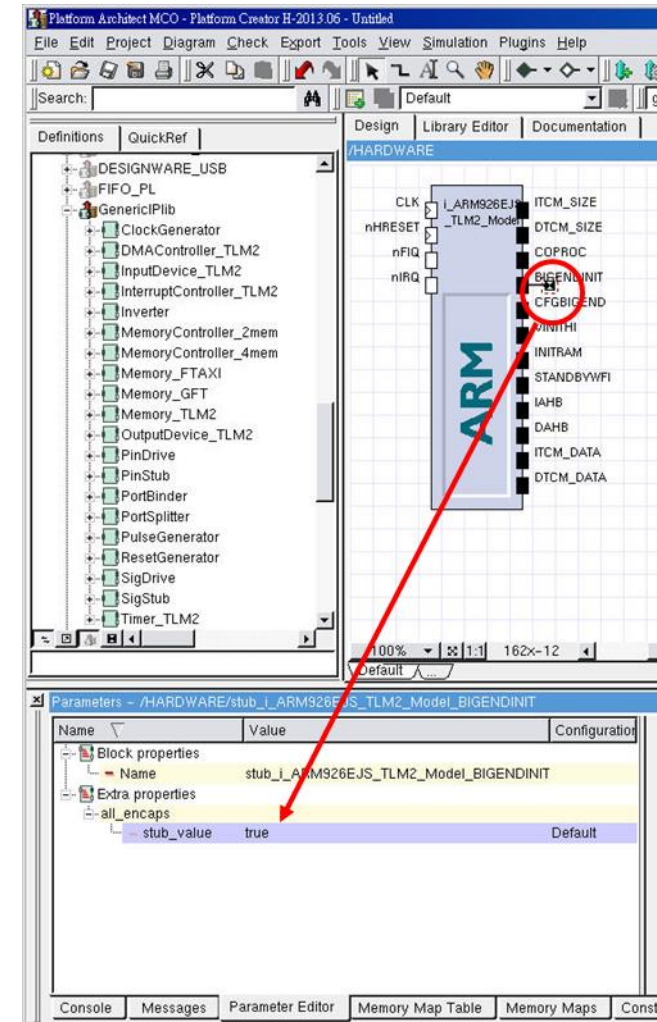 Platform Architect MCO - Platform Creator H-2013.06 - Untitled
File Edit Project Diagram Check Export Tools View Simulation Plugins Help
Search:
Default
Definitions QuickRef
DESIGNWARE_USB
FIFO_PL
GenericIPlib
ClockGenerator
DMAController_TLM2
InputDevice_TLM2
InterruptController_TLM2
Inverter
MemoryController_2mem
MemoryController_4mem
Memory_FTAXI
Memory_GFT
Memory_TLM2
OutputDevice_TLM2
PinDrive
PinStub
PortBinder
PortSplitter
PulseGenerator
ResetGenerator
SigDrive
SigStub
Timer_TLM2
Design Library Editor Documentation
/HARDWARE
CLK i_ARM926EJS ITCM_SIZE
nHRESET _TLM2_Model DTCM_SIZE
nFIQ COPROC
nIRQ BIGENDINIT
CFGBIGEND
VINITHI
INITRAM
STANDBYWFI
IAHB
DAHB
ITCM_DATA
DTCM_DATA
ARM
100% 1:1 162x-12
Default ...
Parameters - /HARDWARE/stub_i_ARM926EJS_TLM2_Model_BIGENDINIT
Name Value Configuration
Block properties
Name stub_i_ARM926EJS_TLM2_Model_BIGENDINIT
Extra properties
all_encaps
stub_value true Default
Console Messages Parameter Editor Memory Map Table Memory Maps Const